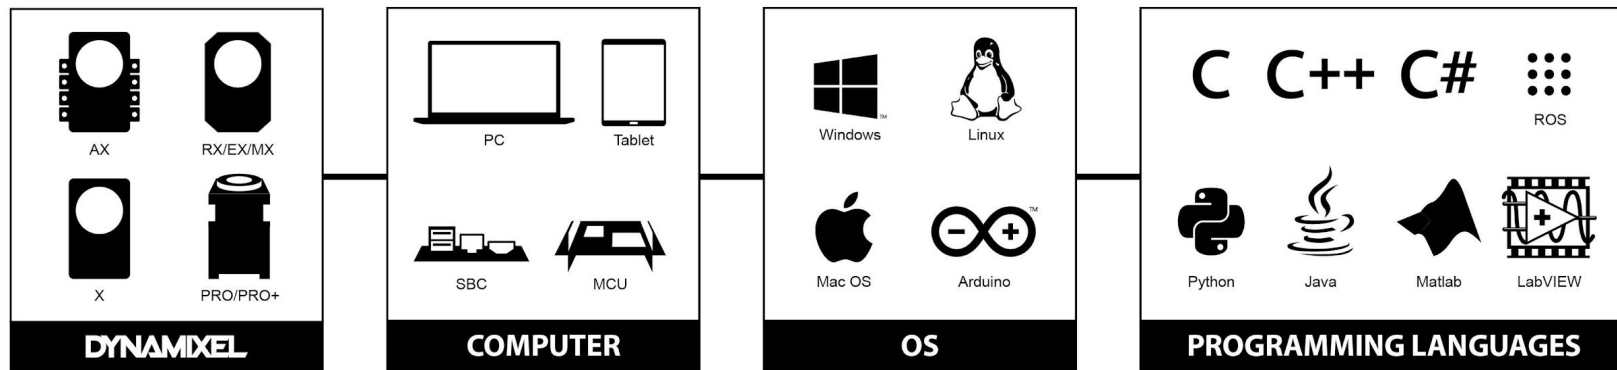 AX
RX/EX/MX
X
PRO/PRO+
DYNAMIXEL
PC
Tablet
SBC
MCU
COMPUTER
Windows
Linux
Mac OS
Arduino
OS
C
C++
C#
ROS
Python
Java
Matlab
LabVIEW
PROGRAMMING LANGUAGES